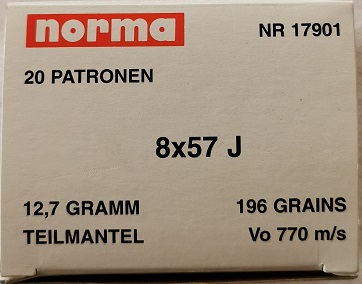 norma NR 17901
20 PATRONEN
8x57 J
12,7 GRAMM 196 GRAINS
TEILMANTEL Vo 770 m/s